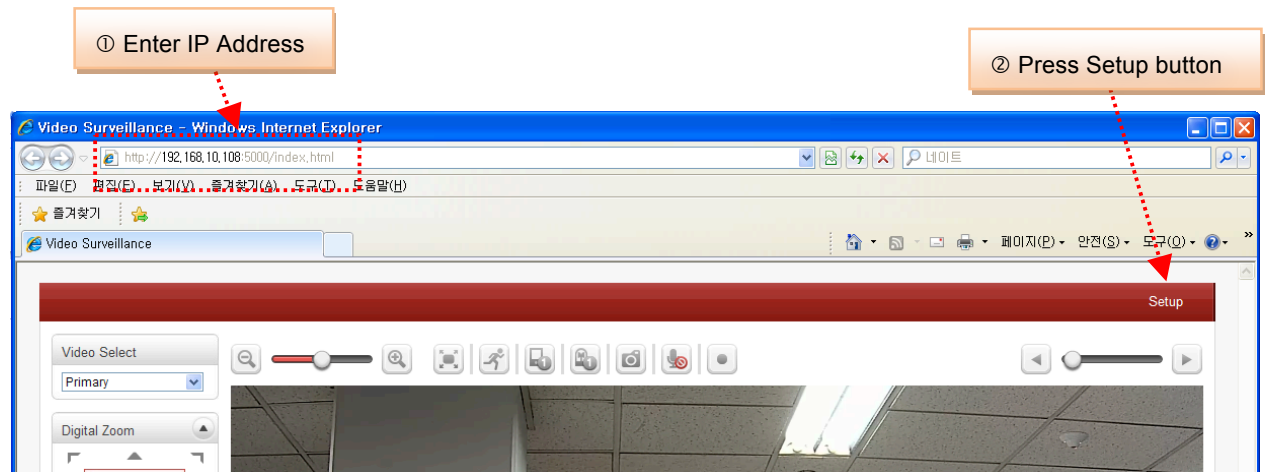 ① Enter IP Address
② Press Setup button
Video Surveillance - Windows Internet Explorer
http://192.168.10.108:5000/index.html
네이트
파일(F) 편집(E) 보기(V) 즐겨찾기(A) 도구(T) 도움말(H)
즐겨찾기
Video Surveillance
페이지(P) 안전(S) 도구(O)
Setup
Video Select
Primary
Digital Zoom